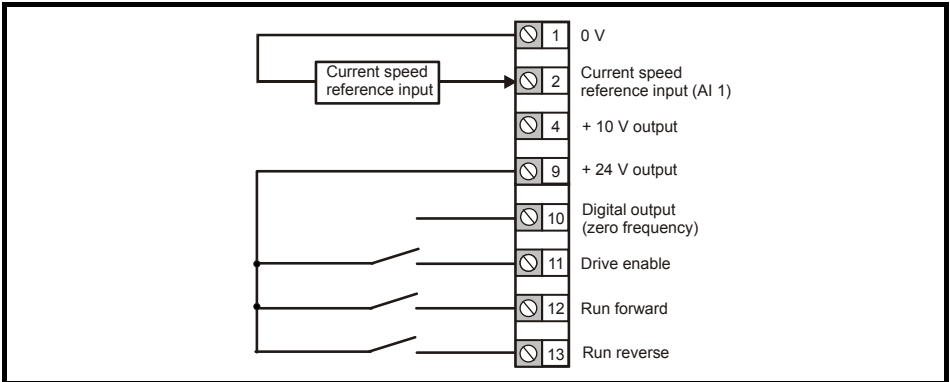 1 0 V
Current speed
reference input
2 Current speed
reference input (AI 1)
4 + 10 V output
9 + 24 V output
10 Digital output
(zero frequency)
11 Drive enable
12 Run forward
13 Run reverse